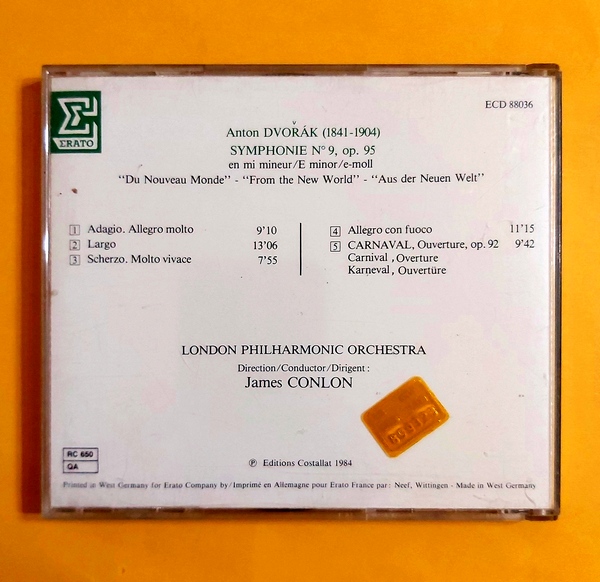 ECD 88036
ERATO
Anton DVOŘÁK (1841-1904)
SYMPHONIE N° 9, op. 95
en mi mineur/E minor/e-moll
“Du Nouveau Monde” - “From the New World” - “Aus der Neuen Welt”
1 Adagio. Allegro molto 9’10
2 Largo 13’06
3 Scherzo. Molto vivace 7’55
4 Allegro con fuoco 11’15
5 CARNAVAL, Ouverture, op. 92 9’42
Carnival , Overture
Karneval , Ouvertüre
LONDON PHILHARMONIC ORCHESTRA
Direction/Conductor/Dirigent :
James CONLON
RC 650
QA
℗ Editions Costallat 1984
Printed in West Germany for Erato Company by/Imprimé en Allemagne pour Erato France par: Neef, Wittingen - Made in West Germany